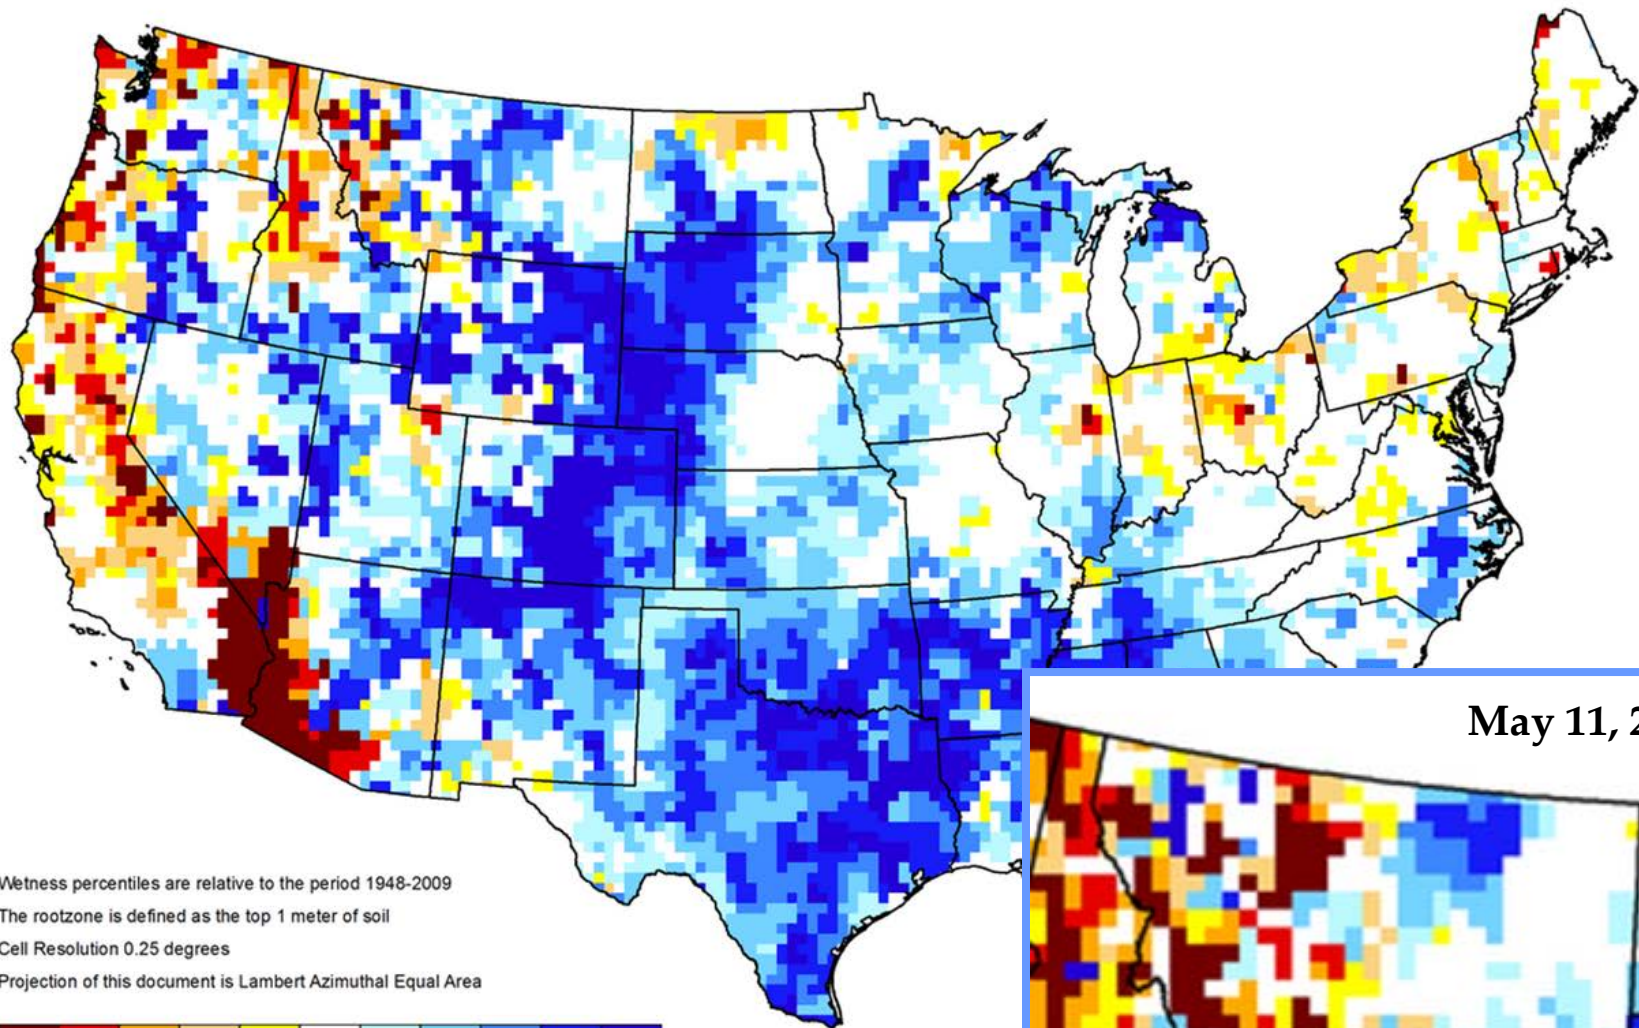 Wetness percentiles are relative to the period 1948-2009
The rootzone is defined as the top 1 meter of soil
Cell Resolution 0.25 degrees
Projection of this document is Lambert Azimuthal Equal Area
May 11, 2